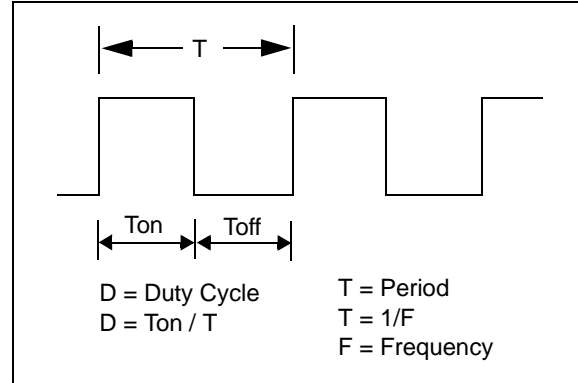 T
Ton
Toff
D = Duty Cycle
D = Ton / T
T = Period
T = 1/F
F = Frequency